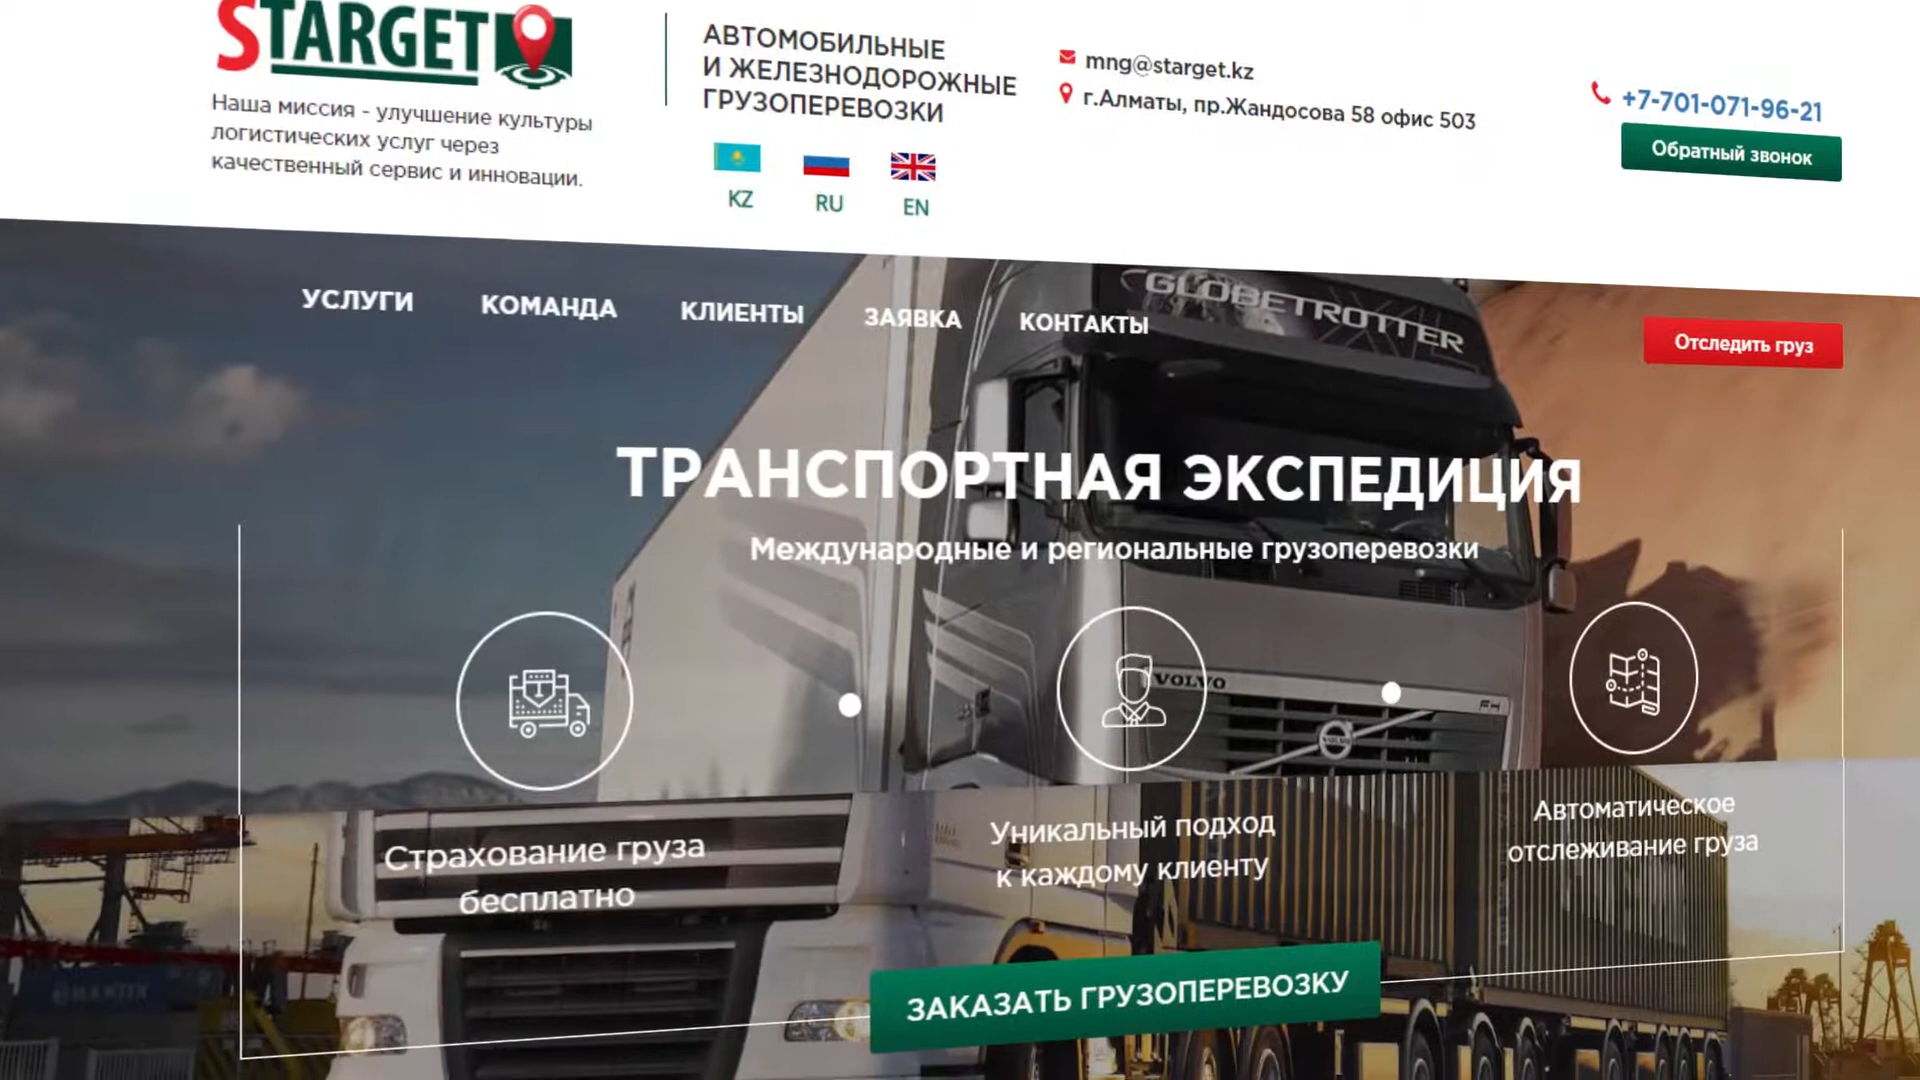 STARGET
Наша миссия - улучшение культуры
логистических услуг через
качественный сервис и инновации.
АВТОМОБИЛЬНЫЕ
И ЖЕЛЕЗНОДОРОЖНЫЕ
ГРУЗОПЕРЕВОЗКИ
KZ RU EN
mng@starget.kz
г.Алматы, пр.Жандосова 58 офис 503
+7-701-071-96-21
Обратный звонок
УСЛУГИ КОМАНДА КЛИЕНТЫ ЗАЯВКА КОНТАКТЫ
Отследить груз
GLOBETROTTER
ТРАНСПОРТНАЯ ЭКСПЕДИЦИЯ
Международные и региональные грузоперевозки
VOLVO
FH
VOLVO
Страхование груза
бесплатно
Уникальный подход
к каждому клиенту
Автоматическое
отслеживание груза
ЗАКАЗАТЬ ГРУЗОПЕРЕВОЗКУ